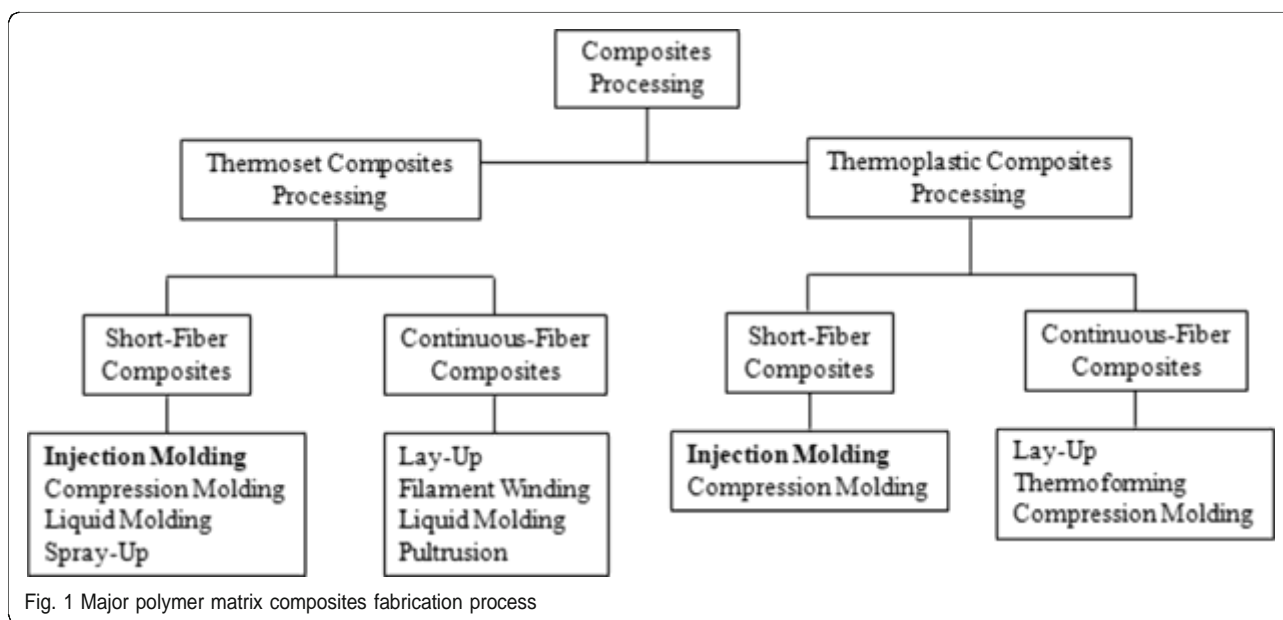 Composites
Processing
Thermoset Composites
Processing
Thermoplastic Composites
Processing
Short-Fiber
Composites
Continuous-Fiber
Composites
Short-Fiber
Composites
Continuous-Fiber
Composites
Injection Molding
Compression Molding
Liquid Molding
Spray-Up
Lay-Up
Filament Winding
Liquid Molding
Pultrusion
Injection Molding
Compression Molding
Lay-Up
Thermoforming
Compression Molding
Fig. 1 Major polymer matrix composites fabrication process